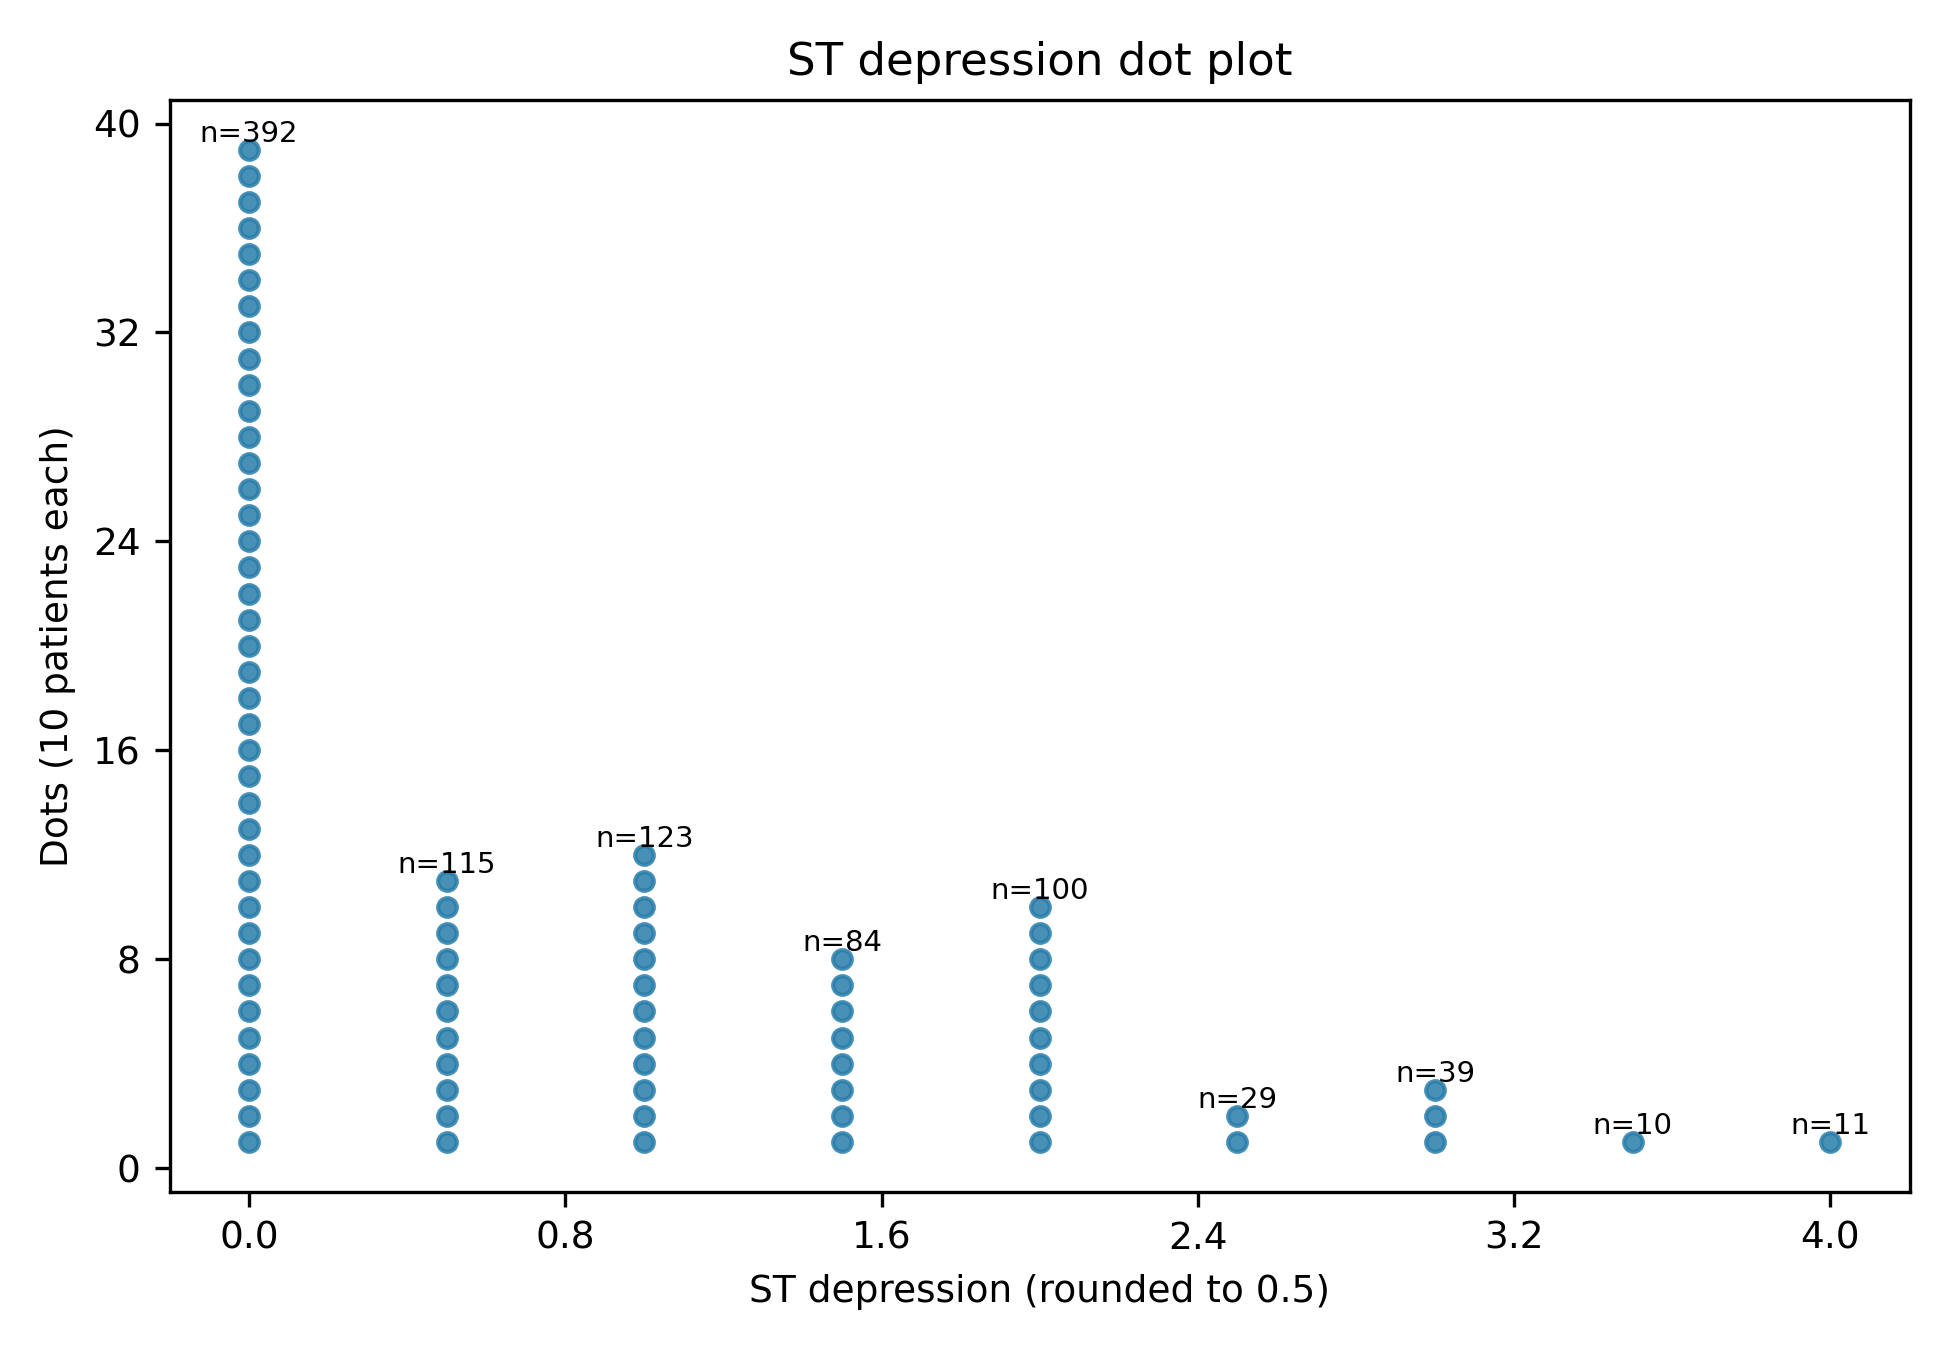 ST depression dot plot
40
32
24
16
8
0
Dots (10 patients each)
n=392
n=115
n=123
n=84
n=100
n=29
n=39
n=10
n=11
0.0 0.8 1.6 2.4 3.2 4.0
ST depression (rounded to 0.5)